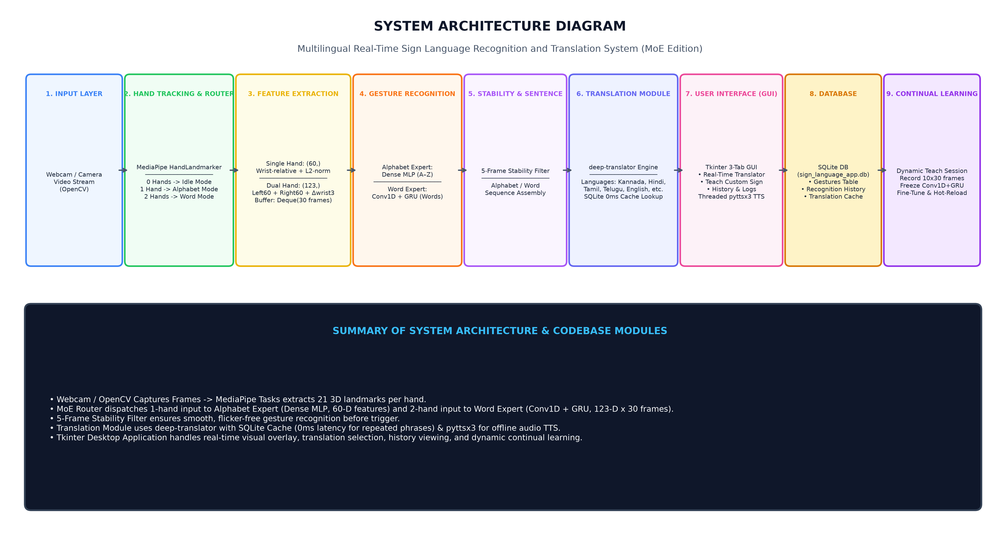 SYSTEM ARCHITECTURE DIAGRAM
Multilingual Real-Time Sign Language Recognition and Translation System (MoE Edition)
1. INPUT LAYER
Webcam / Camera
Video Stream
(OpenCV)
2. HAND TRACKING & ROUTER
MediaPipe HandLandmarker
0 Hands -> Idle Mode
1 Hand -> Alphabet Mode
2 Hands -> Word Mode
3. FEATURE EXTRACTION
Single Hand: (60,)
Wrist-relative + L2-norm
Dual Hand: (123,)
Left60 + Right60 + Δwrist3
Buffer: Deque(30 frames)
4. GESTURE RECOGNITION
Alphabet Expert:
Dense MLP (A–Z)
Word Expert:
Conv1D + GRU (Words)
5. STABILITY & SENTENCE
5-Frame Stability Filter
Alphabet / Word
Sequence Assembly
6. TRANSLATION MODULE
deep-translator Engine
Languages: Kannada, Hindi,
Tamil, Telugu, English, etc.
SQLite 0ms Cache Lookup
7. USER INTERFACE (GUI)
Tkinter 3-Tab GUI
• Real-Time Translator
• Teach Custom Sign
• History & Logs
Threaded pyttsx3 TTS
8. DATABASE
SQLite DB
(sign_language_app.db)
• Gestures Table
• Recognition History
• Translation Cache
9. CONTINUAL LEARNING
Dynamic Teach Session
Record 10x30 frames
Freeze Conv1D+GRU
Fine-Tune & Hot-Reload
SUMMARY OF SYSTEM ARCHITECTURE & CODEBASE MODULES
• Webcam / OpenCV Captures Frames -> MediaPipe Tasks extracts 21 3D landmarks per hand.
• MoE Router dispatches 1-hand input to Alphabet Expert (Dense MLP, 60-D features) and 2-hand input to Word Expert (Conv1D + GRU, 123-D x 30 frames).
• 5-Frame Stability Filter ensures smooth, flicker-free gesture recognition before trigger.
• Translation Module uses deep-translator with SQLite Cache (0ms latency for repeated phrases) & pyttsx3 for offline audio TTS.
• Tkinter Desktop Application handles real-time visual overlay, translation selection, history viewing, and dynamic continual learning.